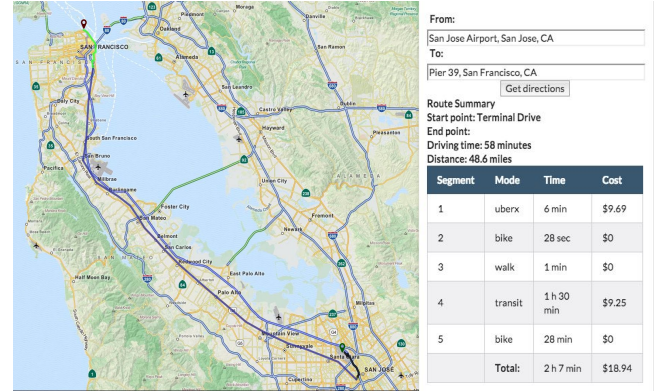 From:
San Jose Airport, San Jose, CA
To:
Pier 39, San Francisco, CA
Get directions
Route Summary
Start point: Terminal Drive
End point:
Driving time: 58 minutes
Distance: 48.6 miles
Segment Mode Time Cost
1 uberx 6 min $9.69
2 bike 28 sec $0
3 walk 1 min $0
4 transit 1 h 30 min $9.25
5 bike 28 min $0
Total: 2 h 7 min $18.94
Piedmont
Moraga
Danville
Oakland
SAN FRANCISCO
San Ramon
Alameda
San Leandro
Daly City
Castro Valley
Dublin
Hayward
Pleasanton
South San Francisco
San Bruno
Pacifica
Millbrae
Burlingame
Union City
ALAMEDA
Foster City
San Mateo
Fremont
Newark
Belmont
San Carlos
SAN MATEO
Redwood City
East Palo Alto
Half Moon Bay
Palo Alto
Milpitas
Mountain View
Sunnyvale
Santa Clara
SAN JOSE
Cupertino